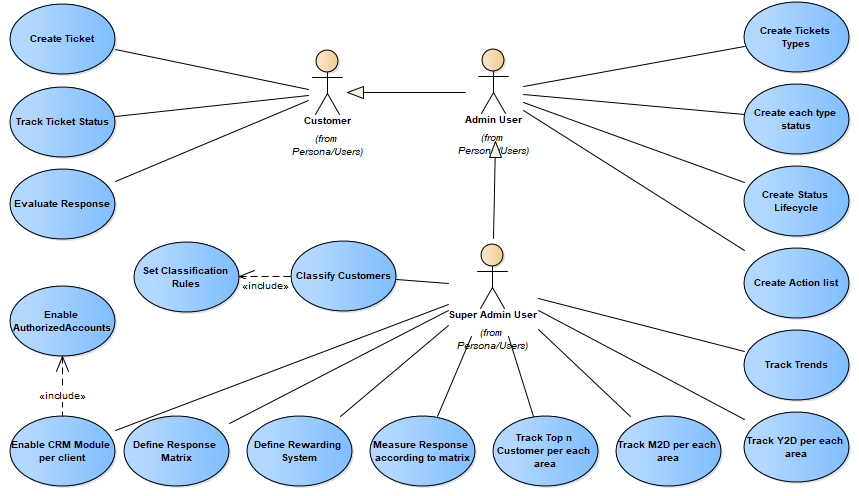 Create Ticket
Track Ticket Status
Evaluate Response
Customer
(from
Persona/Users)
Admin User
(from
Persona/Users)
Create Tickets
Types
Create each type
status
Create Status
Lifecycle
Create Action list
Set Classification
Rules
«include»
Classify Customers
Super Admin User
(from
Persona/Users)
Enable
AuthorizedAccounts
«include»
Track Trends
Enable CRM Module
per client
Define Response
Matrix
Define Rewarding
System
Measure Response
according to matrix
Track Top n
Customer per each
area
Track M2D per each
area
Track Y2D per each
area